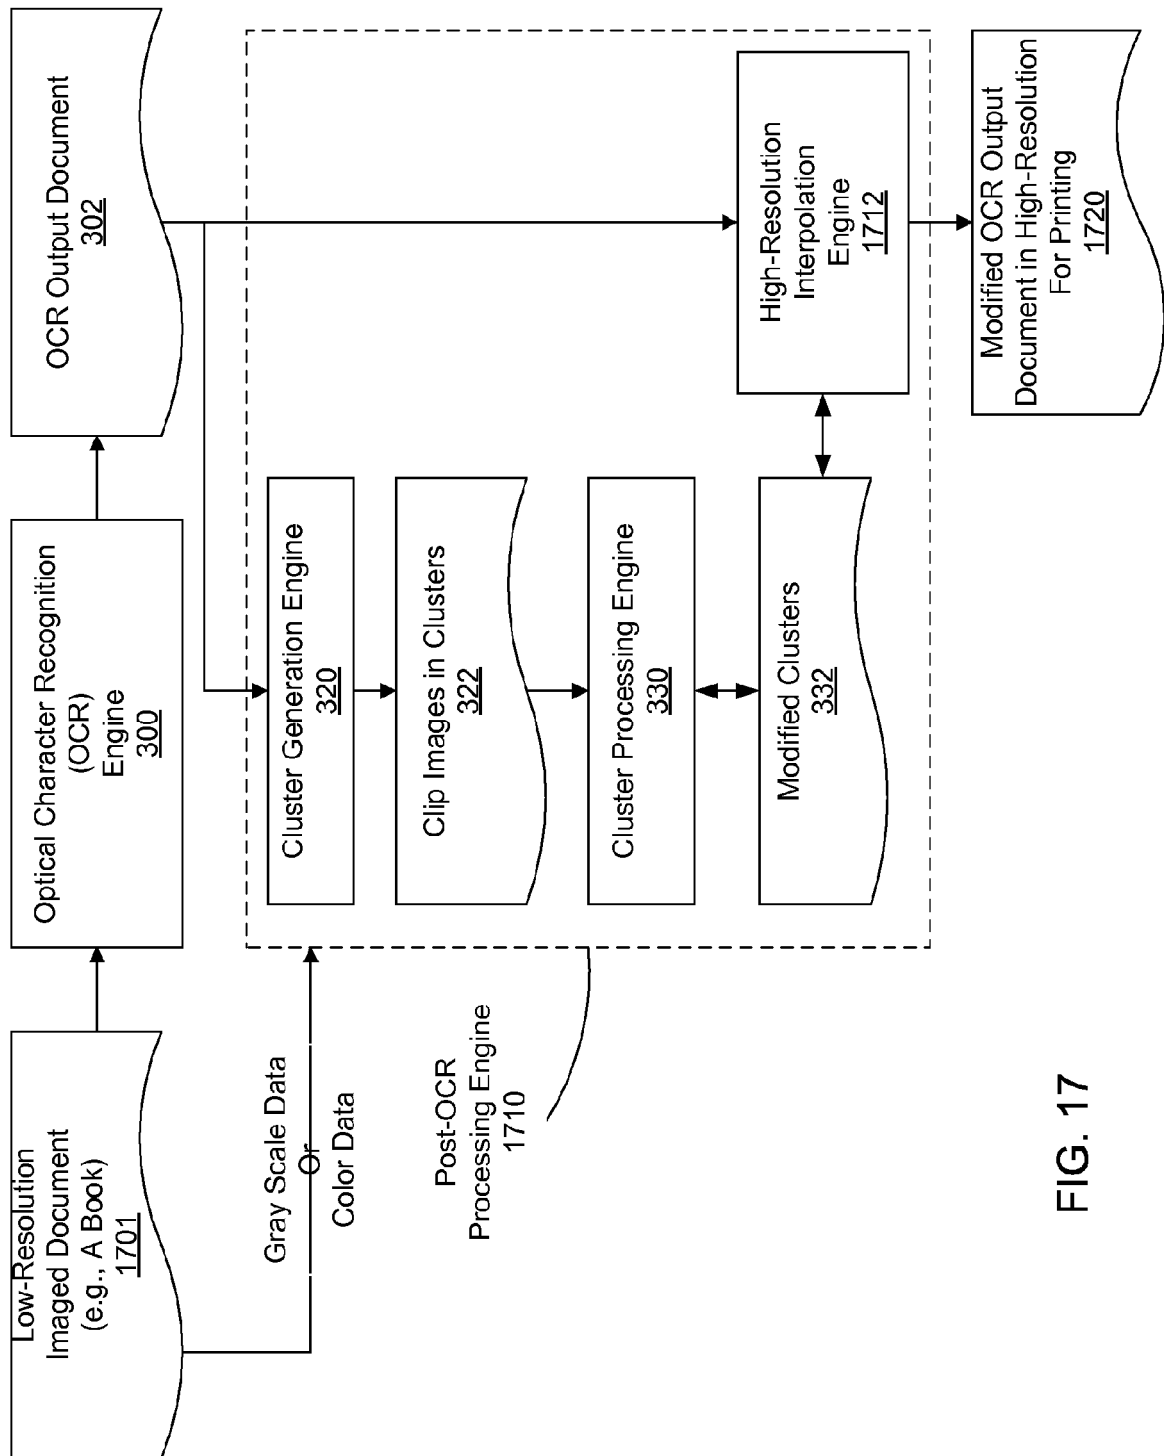 Low-Resolution
Imaged Document
(e.g., A Book)
1701
Optical Character Recognition
(OCR)
Engine
300
OCR Output Document
302
Gray Scale Data
Or
Color Data
Post-OCR
Processing Engine
1710
Cluster Generation Engine
320
Clip Images in Clusters
322
Cluster Processing Engine
330
Modified Clusters
332
High-Resolution
Interpolation
Engine
1712
Modified OCR Output
Document in High-Resolution
For Printing
1720
FIG. 17